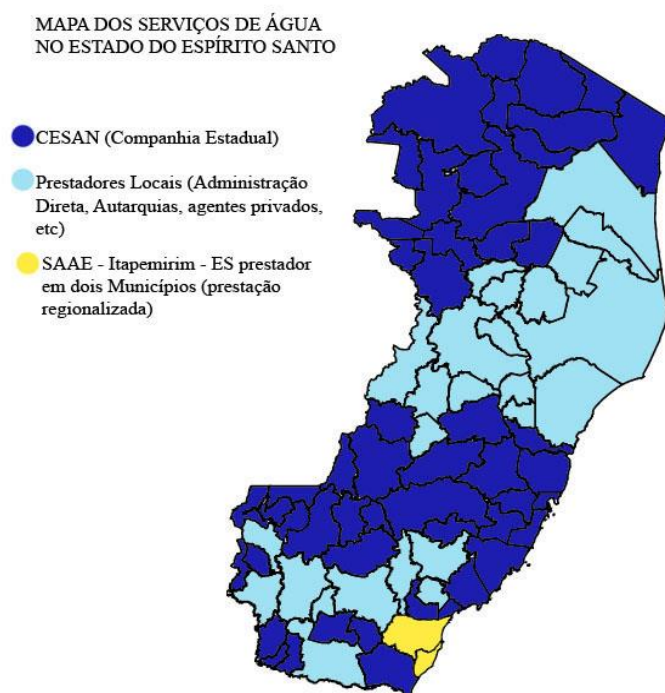 MAPA DOS SERVIÇOS DE ÁGUA
NO ESTADO DO ESPÍRITO SANTO
CESAN (Companhia Estadual)
Prestadores Locais (Administração
Direta, Autarquias, agentes privados,
etc)
SAAE - Itapemirim - ES prestador
em dois Municípios (prestação
regionalizada)